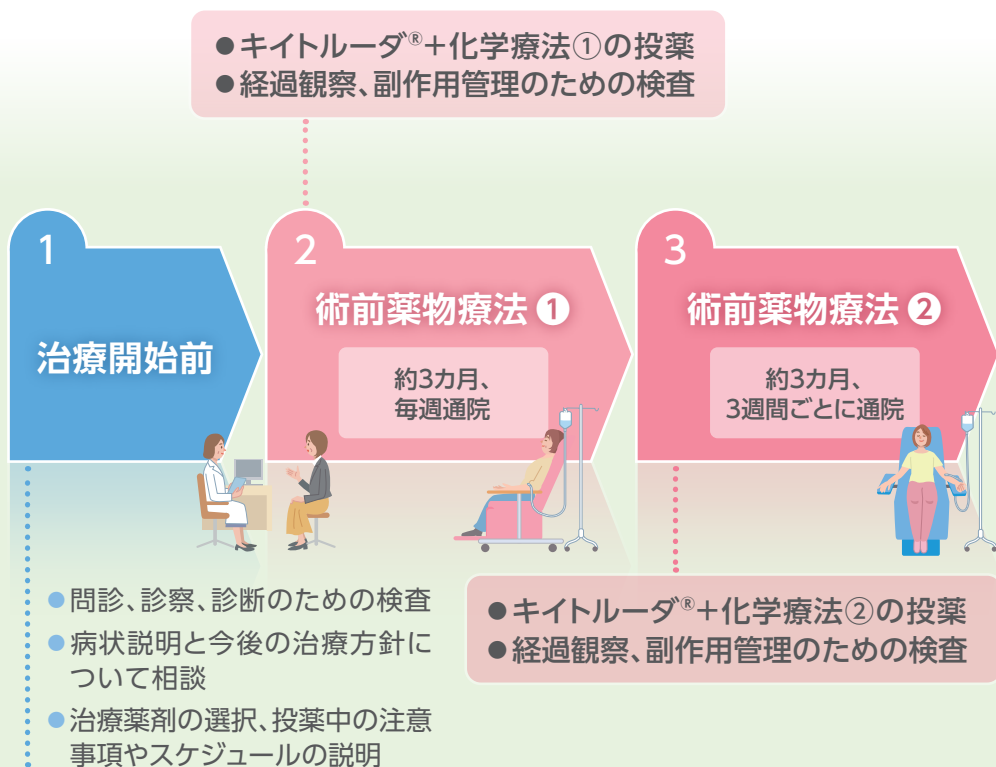 ●キイトルーダ®+化学療法①の投薬
●経過観察、副作用管理のための検査
1
治療開始前
2
術前薬物療法❶
約3カ月、
毎週通院
3
術前薬物療法❷
約3カ月、
3週間ごとに通院
●問診、診察、診断のための検査
●病状説明と今後の治療方針に
ついて相談
●治療薬剤の選択、投薬中の注意
事項やスケジュールの説明
●キイトルーダ®+化学療法②の投薬
●経過観察、副作用管理のための検査